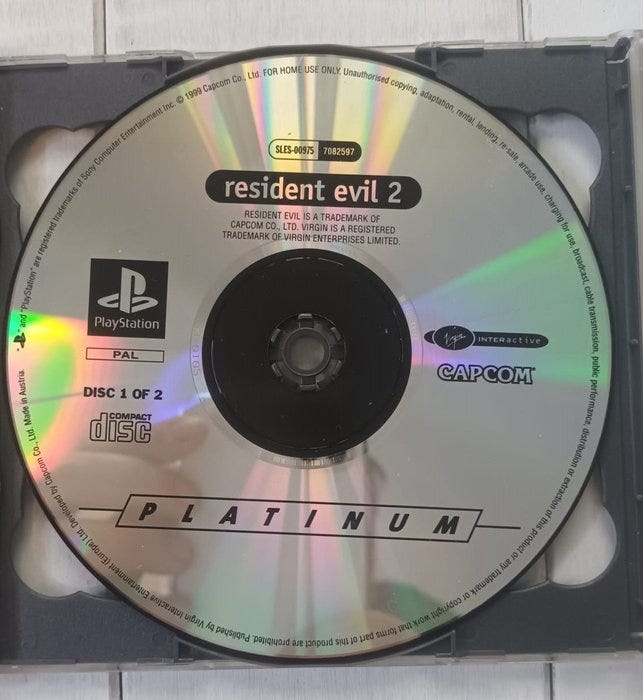 SLES-00975 7082597
resident evil 2
RESIDENT EVIL IS A TRADEMARK OF
CAPCOM CO., LTD. VIRGIN IS A REGISTERED
TRADEMARK OF VIRGIN ENTERPRISES LIMITED.
PlayStation
PAL
DISC 1 OF 2
COMPACT
disc
Virgin INTERactive
CAPCOM
PLATINUM
"PS" and "PlayStation" are registered trademarks of Sony Computer Entertainment Inc. © 1999 Capcom Co., Ltd. FOR HOME USE ONLY. Unauthorised copying, adaptation, rental, lending, re-sale, arcade use, charging for use, broadcast, cable transmission, public performance, distribution or extraction of this product or any trademark or copyright work that forms part of this product are prohibited. Published by Virgin Interactive Entertainment (Europe) Ltd. Developed by Capcom Co., Ltd. Made in Austria.